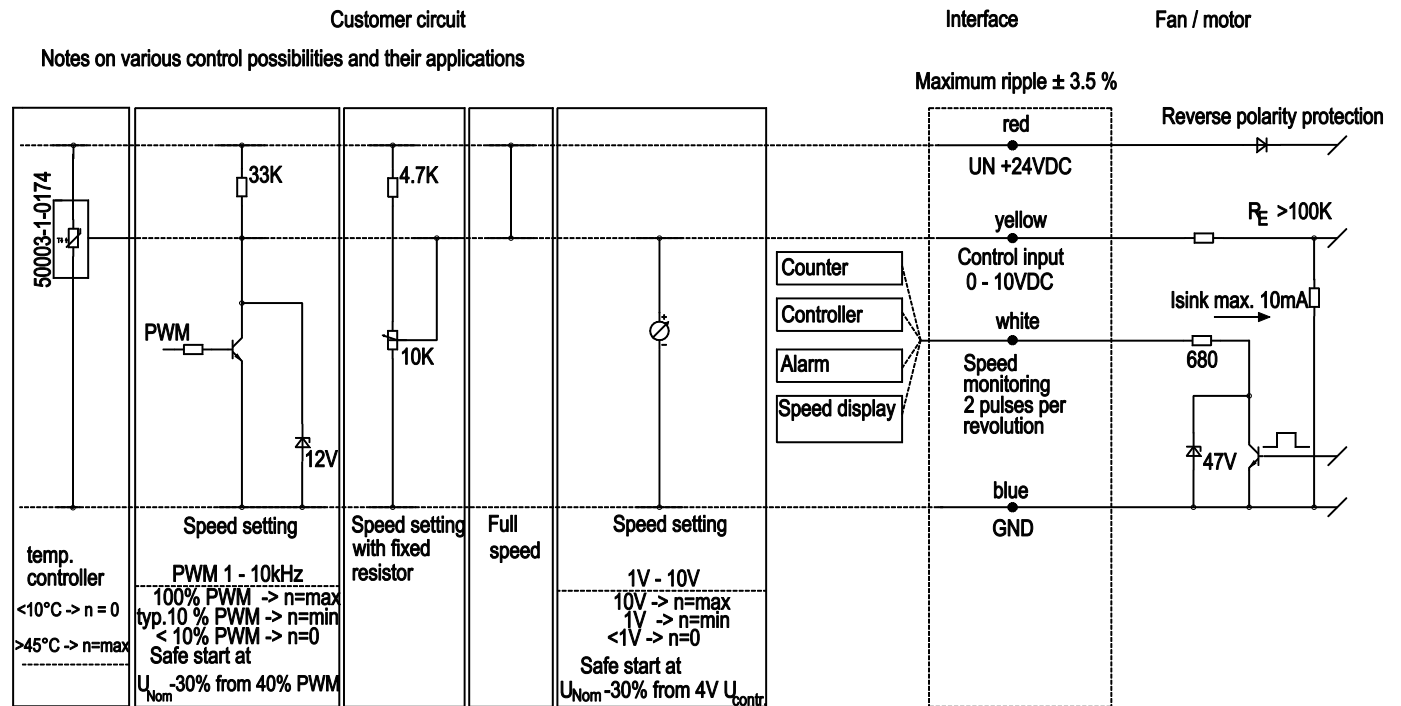 Customer circuit
Interface
Fan / motor
Notes on various control possibilities and their applications
Maximum ripple ± 3.5 %
50003-1-0174
temp.
controller
<10°C -> n = 0
>45°C -> n=max
33K
PWM
12V
Speed setting
PWM 1 - 10kHz
100% PWM -> n=max
typ.10 % PWM -> n=min
< 10% PWM -> n=0
Safe start at
UNom-30% from 40% PWM
4.7K
10K
Speed setting
with fixed
resistor
Full
speed
+
-
Speed setting
1V - 10V
10V -> n=max
1V -> n=min
<1V -> n=0
Safe start at
UNom-30% from 4V Ucontr.
Counter
Controller
Alarm
Speed display
red
UN +24VDC
yellow
Control input
0 - 10VDC
white
Speed
monitoring
2 pulses per
revolution
blue
GND
Reverse polarity protection
RE >100K
Isink max. 10mA
680
47V